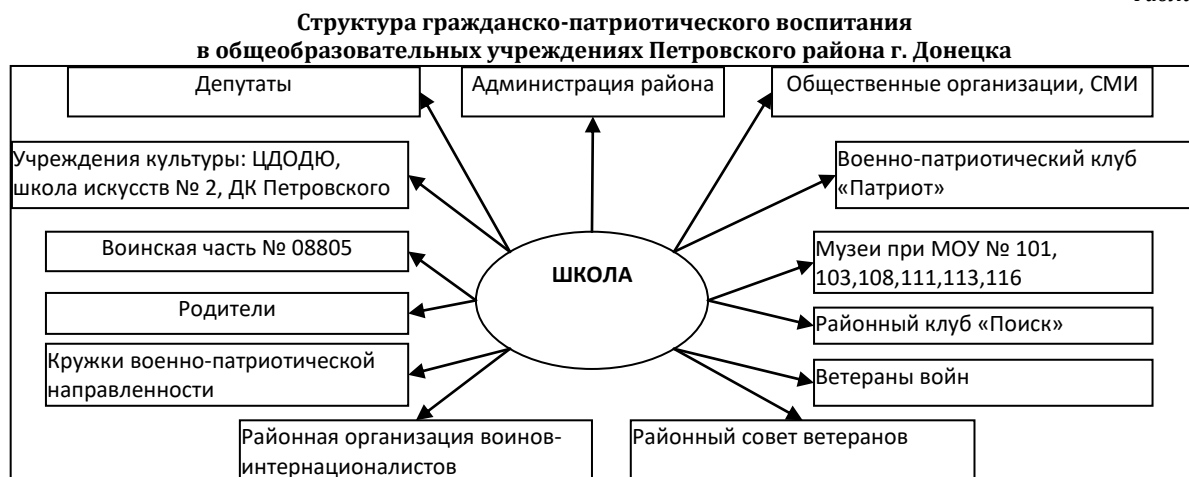 Структура гражданско-патриотического воспитания
в общеобразовательных учреждениях Петровского района г. Донецка
Депутаты
Администрация района
Общественные организации, СМИ
Учреждения культуры: ЦДОДЮ,
школа искусств № 2, ДК Петровского
Военно-патриотический клуб
«Патриот»
Воинская часть № 08805
ШКОЛА
Музеи при МОУ № 101,
103,108,111,113,116
Родители
Районный клуб «Поиск»
Кружки военно-патриотической
направленности
Ветераны войн
Районная организация воинов-
интернационалистов
Районный совет ветеранов